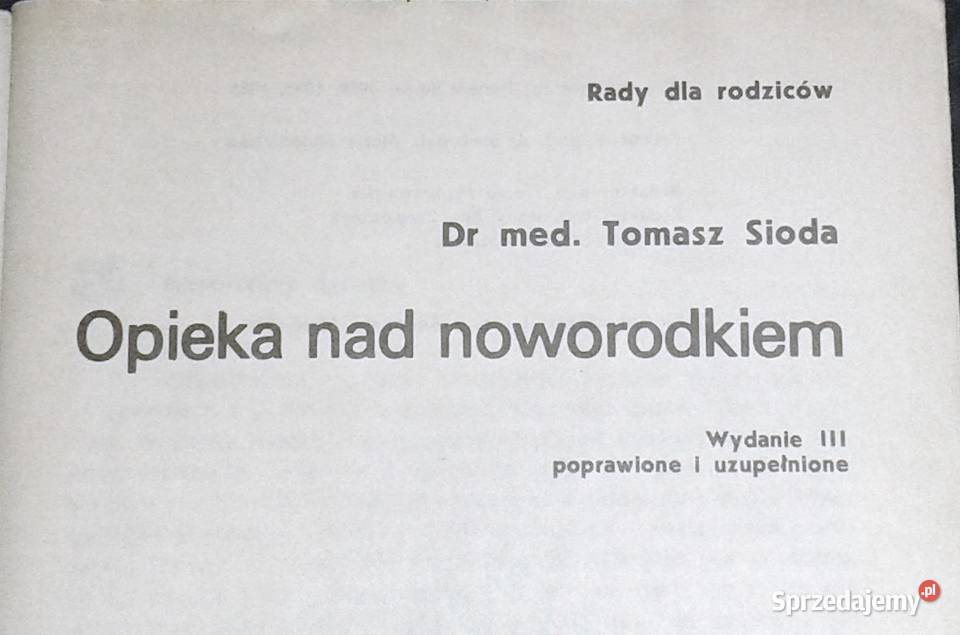 Rady dla rodziców
Dr med. Tomasz Sioda
Opieka nad noworodkiem
Wydanie III
poprawione i uzupełnione
Sprzedajemy.pl